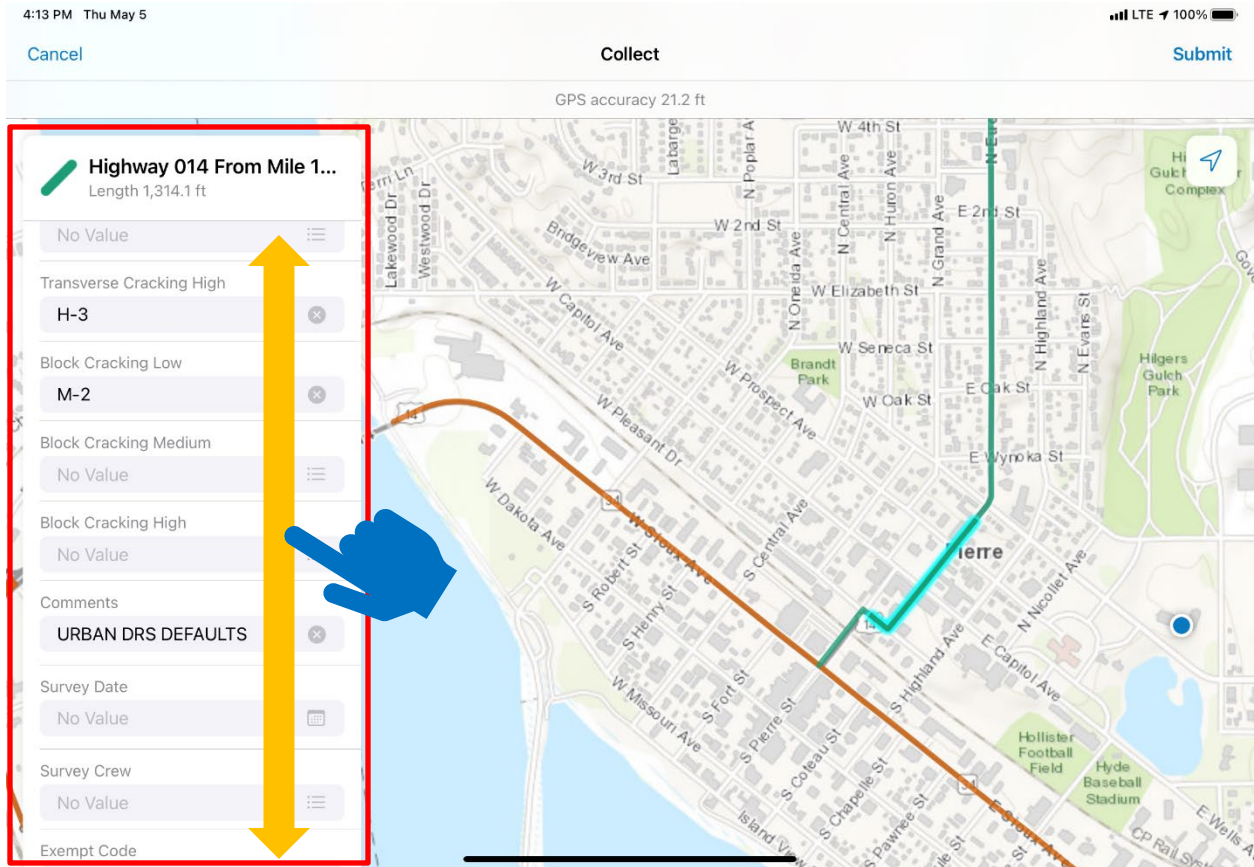 4:13 PM Thu May 5
LTE 100%
Cancel
Collect
Submit
GPS accuracy 21.2 ft
Highway 014 From Mile 1...
Length 1,314.1 ft
No Value
Transverse Cracking High
H-3
Block Cracking Low
M-2
Block Cracking Medium
No Value
Block Cracking High
No Value
Comments
URBAN DRS DEFAULTS
Survey Date
No Value
Survey Crew
No Value
Exempt Code
W 4th St
W 3rd St
Labarge
N Poplar A
N Central Ave
N Huron Ave
N Grand Ave
E 2nd St
W 2nd St
Lakewood Dr
Westwood Dr
Bridgeview Ave
N Oneida Ave
W Elizabeth St
W Capitol Ave
N Highland Ave
N Evans St
W Seneca St
Brandt
Park
W Prospect Ave
W Oak St
E Oak St
Hilgers
Gulch
Park
Complex
14
W Pleasant Dr
E Wynoka St
W Dakota Ave
34
W Sioux Ave
S Central Ave
Pierre
S Robert St
S Henry St
14
N Nicollet Ave
E Capitol Ave
S Highland Ave
W Missouri Ave
S Fort St
S Pierre St
S Coteau St
S Chapelle St
S Pawnee St
Hollister
Football
Field
Hyde
Baseball
Stadium
34
E Sioux Ave
E Wells A
CP Rail Sy
Island View